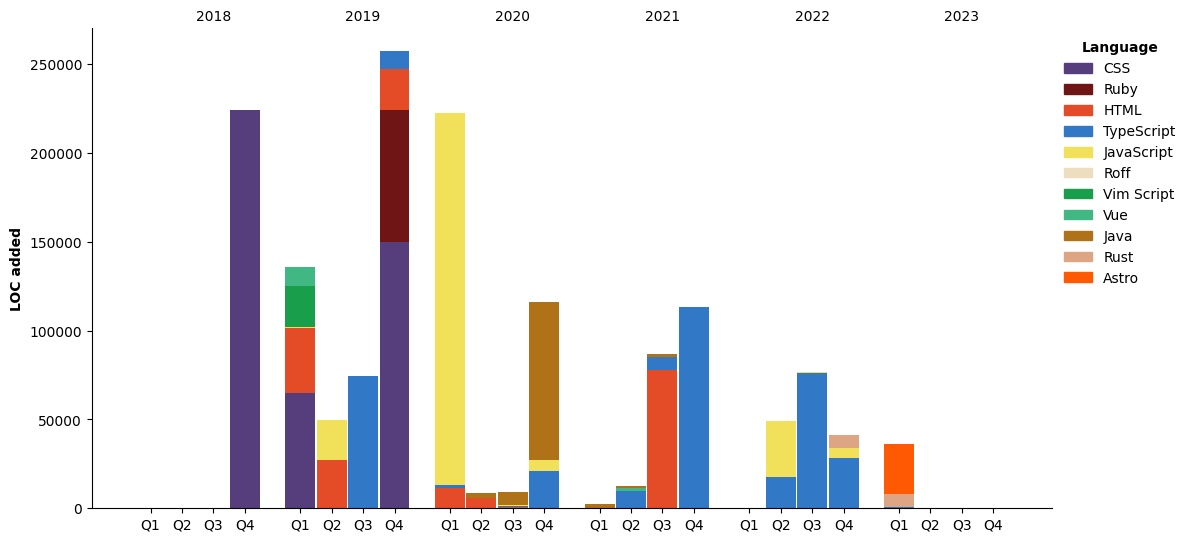 2018 2019 2020 2021 2022 2023
LOC added
250000
200000
150000
100000
50000
0
Q1 Q2 Q3 Q4 Q1 Q2 Q3 Q4 Q1 Q2 Q3 Q4 Q1 Q2 Q3 Q4 Q1 Q2 Q3 Q4 Q1 Q2 Q3 Q4
Language
CSS
Ruby
HTML
TypeScript
JavaScript
Roff
Vim Script
Vue
Java
Rust
Astro